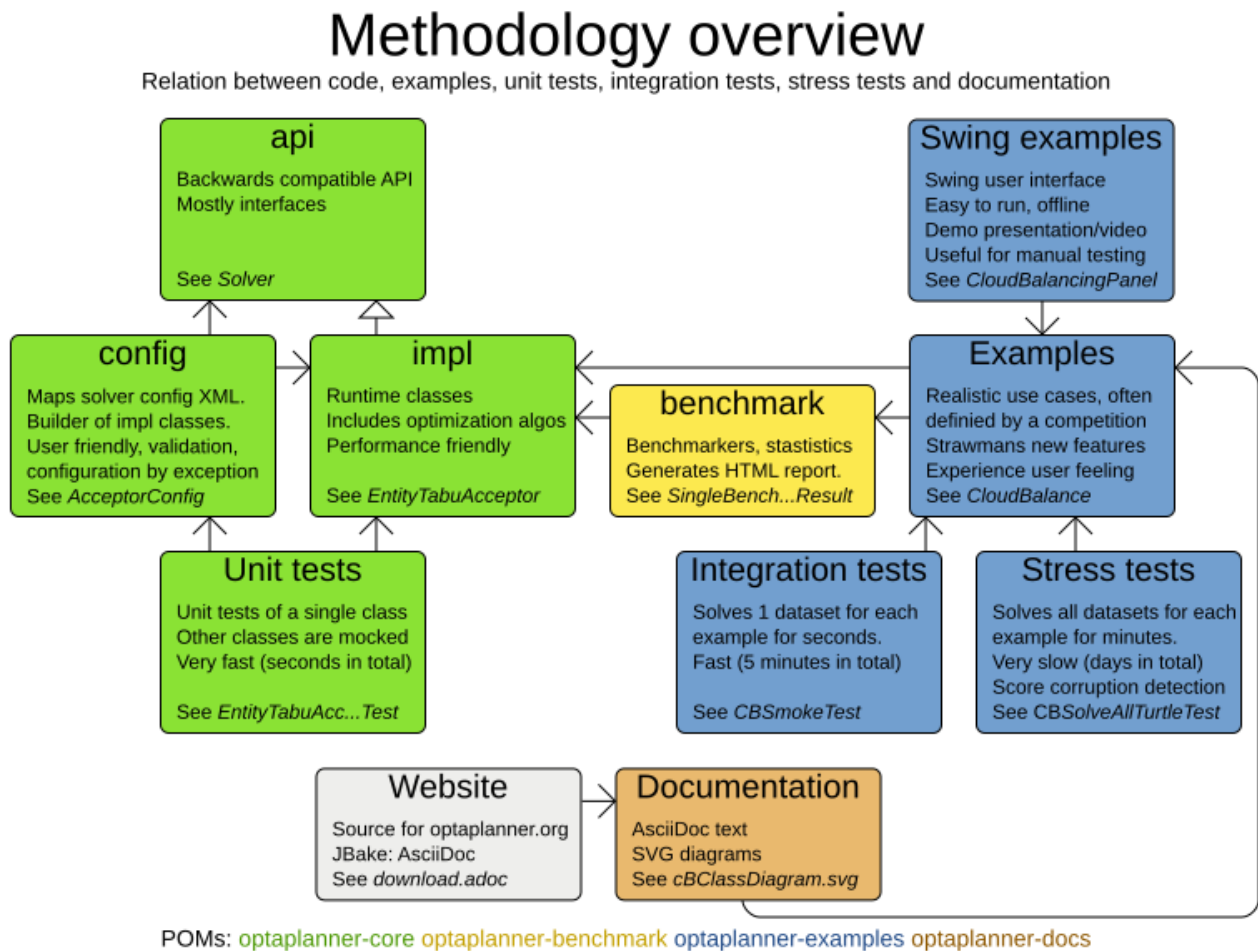 Methodology overview
Relation between code, examples, unit tests, integration tests, stress tests and documentation
api
Backwards compatible API
Mostly interfaces
See Solver
Swing examples
Swing user interface
Easy to run, offline
Demo presentation/video
Useful for manual testing
See CloudBalancingPanel
config
Maps solver config XML.
Builder of impl classes.
User friendly, validation,
configuration by exception
See AcceptorConfig
impl
Runtime classes
Includes optimization algos
Performance friendly
See EntityTabuAcceptor
benchmark
Benchmarkers, stastistics
Generates HTML report.
See SingleBench...Result
Examples
Realistic use cases, often
definied by a competition
Strawmans new features
Experience user feeling
See CloudBalance
Unit tests
Unit tests of a single class
Other classes are mocked
Very fast (seconds in total)
See EntityTabuAcc...Test
Integration tests
Solves 1 dataset for each
example for seconds.
Fast (5 minutes in total)
See CBSmokeTest
Stress tests
Solves all datasets for each
example for minutes.
Very slow (days in total)
Score corruption detection
See CBSolveAllTurtleTest
Website
Source for optaplanner.org
JBake: AsciiDoc
See download.adoc
Documentation
AsciiDoc text
SVG diagrams
See cBClassDiagram.svg
POMs: optaplanner-core optaplanner-benchmark optaplanner-examples optaplanner-docs